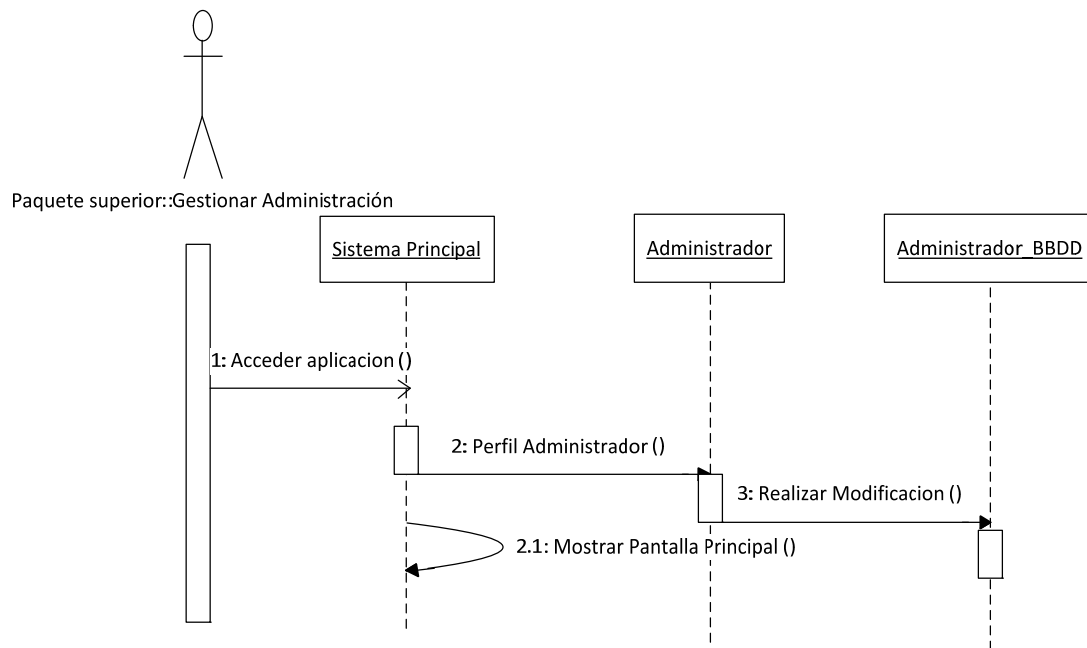 Paquete superior::Gestionar Administración
Sistema Principal
Administrador
Administrador_BBDD
1: Acceder aplicacion ()
2: Perfil Administrador ()
3: Realizar Modificacion ()
2.1: Mostrar Pantalla Principal ()